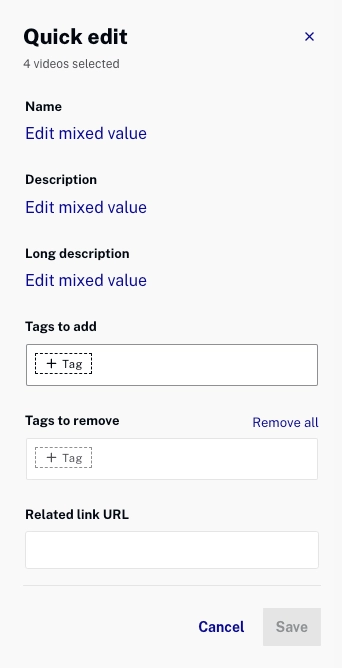 Quick edit
4 videos selected
Name
Edit mixed value
Description
Edit mixed value
Long description
Edit mixed value
Tags to add
+ Tag
Tags to remove
Remove all
+ Tag
Related link URL
Cancel
Save